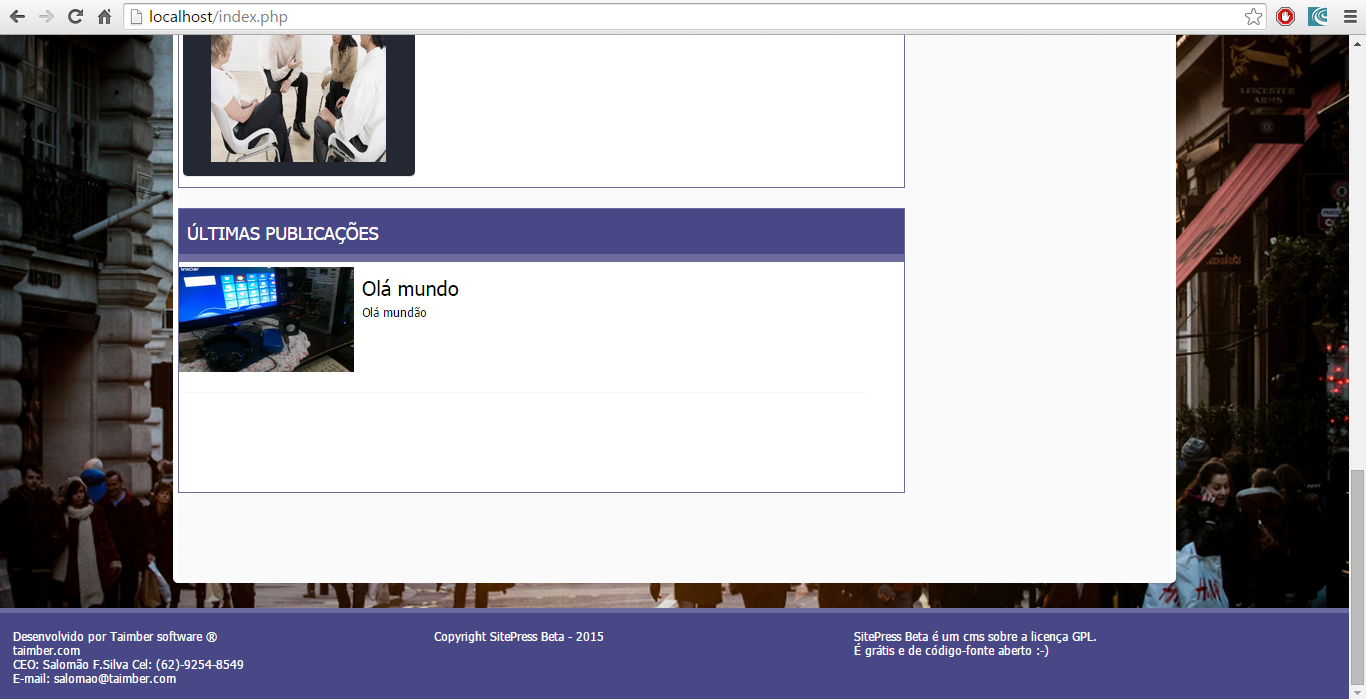 localhost/index.php
LEICESTER
ARMS
ÚLTIMAS PUBLICAÇÕES
Iniciar
Olá mundo
Olá mundão
H&M
Desenvolvido por Taimber software ®
taimber.com
CEO: Salomão F.Silva Cel: (62)-9254-8549
E-mail: salomao@taimber.com
Copyright SitePress Beta - 2015
SitePress Beta é um cms sobre a licença GPL.
É grátis e de código-fonte aberto :-)